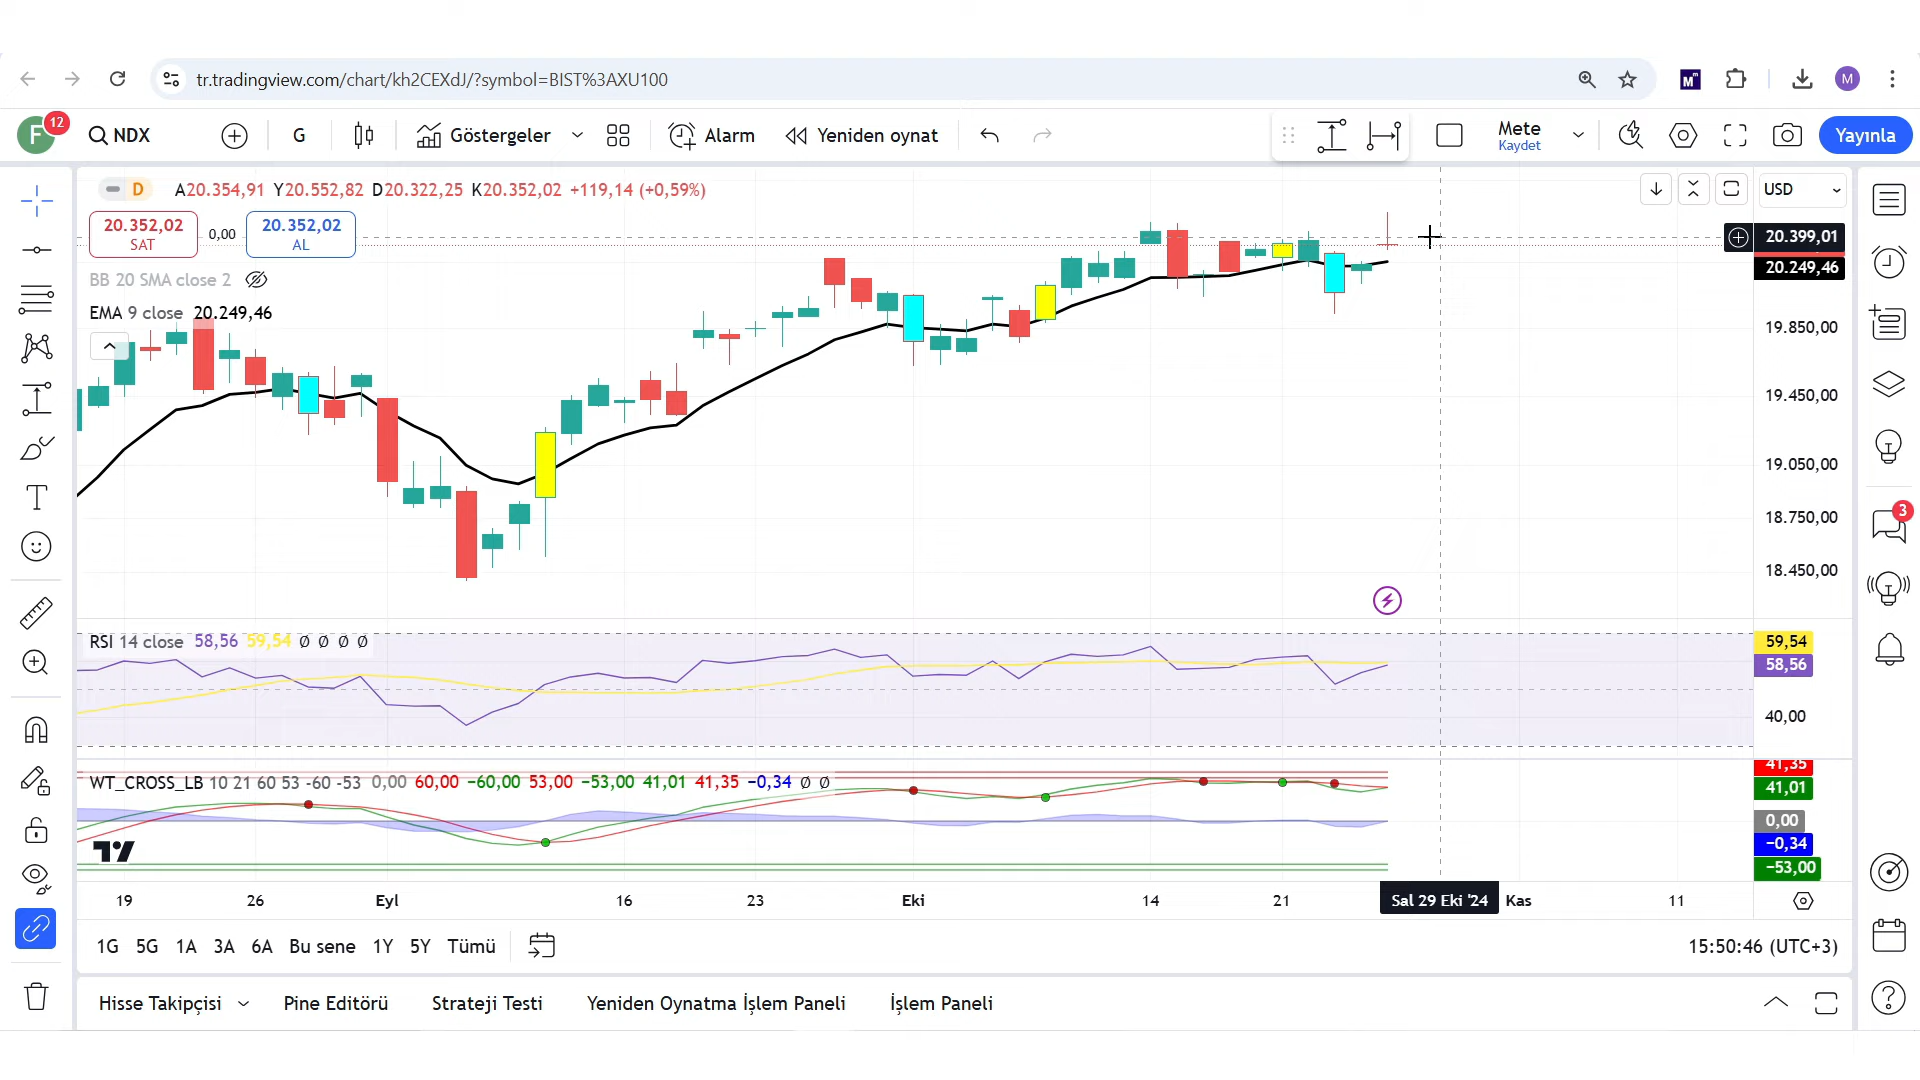 tr.tradingview.com/chart/kh2CEXdJ/?symbol=BIST%3AXU100
M
M
F
12
NDX
G
Göstergeler
Alarm
Yeniden oynat
Mete
Kaydet
Yayınla
D
A20.354,91 Y20.552,82 D20.322,25 K20.352,02 +119,14 (+0,59%)
USD
20.352,02
SAT
0,00
20.352,02
AL
BB 20 SMA close 2
EMA 9 close 20.249,46
20.399,01
20.249,46
19.850,00
19.450,00
19.050,00
18.750,00
18.450,00
3
RSI 14 close 58,56 59,54 Ø Ø Ø Ø
59,54
58,56
40,00
WT_CROSS_LB 10 21 60 53 -60 -53 0,00 60,00 −60,00 53,00 −53,00 41,01 41,35 −0,34 Ø Ø
41,35
41,01
0,00
−0,34
−53,00
19 26 Eyl 16 23 Eki 14 21 Sal 29 Eki '24 Kas 11
1G 5G 1A 3A 6A Bu sene 1Y 5Y Tümü
15:50:46 (UTC+3)
Hisse Takipçisi Pine Editörü Strateji Testi Yeniden Oynatma İşlem Paneli İşlem Paneli